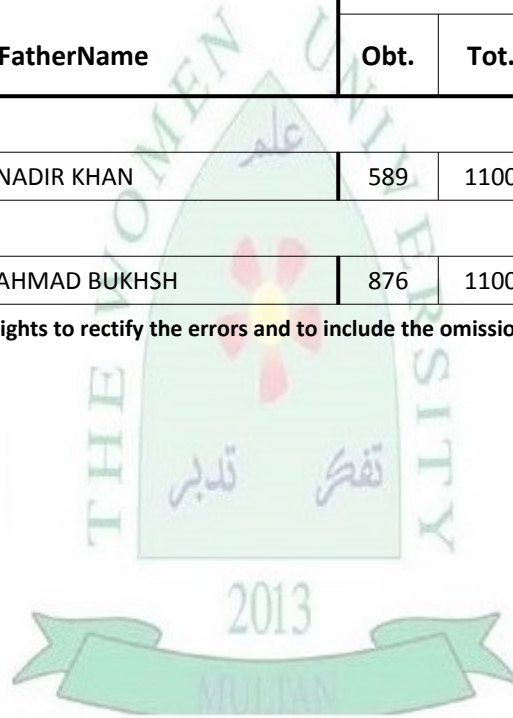 FatherName Obt. Tot.
NADIR KHAN 589 1100
AHMAD BUKHSH 876 1100
ights to rectify the errors and to include the omissio
THE WOMEN UNIVERSITY
علم
تدبر تفکر
2013
MULTAN